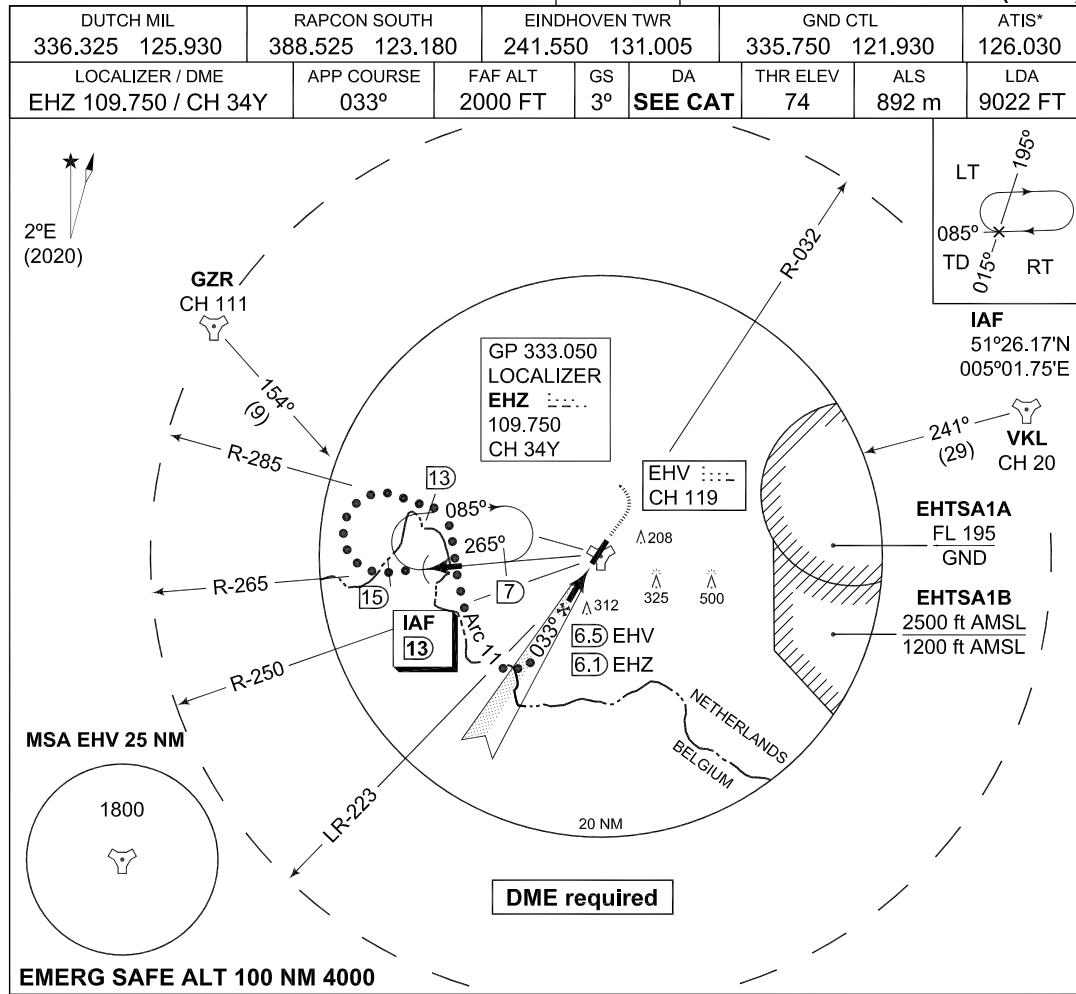 DUTCH MIL
336.325 125.930
RAPCON SOUTH
388.525 123.180
EINDHOVEN TWR
241.550 131.005
GND CTL
335.750 121.930
ATIS*
126.030
LOCALIZER / DME
EHZ 109.750 / CH 34Y
APP COURSE
033º
FAF ALT
2000 FT
GS
3º
DA
SEE CAT
THR ELEV
74
ALS
892 m
LDA
9022 FT
2ºE
(2020)
LT
195º
085º
TD
015º
RT
R-032
GZR
CH 111
154º
(9)
IAF
51º26.17'N
005º01.75'E
GP 333.050
LOCALIZER
EHZ
109.750
CH 34Y
241º
(29)
VKL
CH 20
R-285
13
EHV
CH 119
085º
265º
208
EHTSA1A
FL 195
GND
R-265
15
7
325
500
312
EHTSA1B
2500 ft AMSL
1200 ft AMSL
IAF
13
Arc 11
033º
6.5 EHV
6.1 EHZ
R-250
NETHERLANDS
BELGIUM
MSA EHV 25 NM
1800
LR-223
20 NM
DME required
EMERG SAFE ALT 100 NM 4000